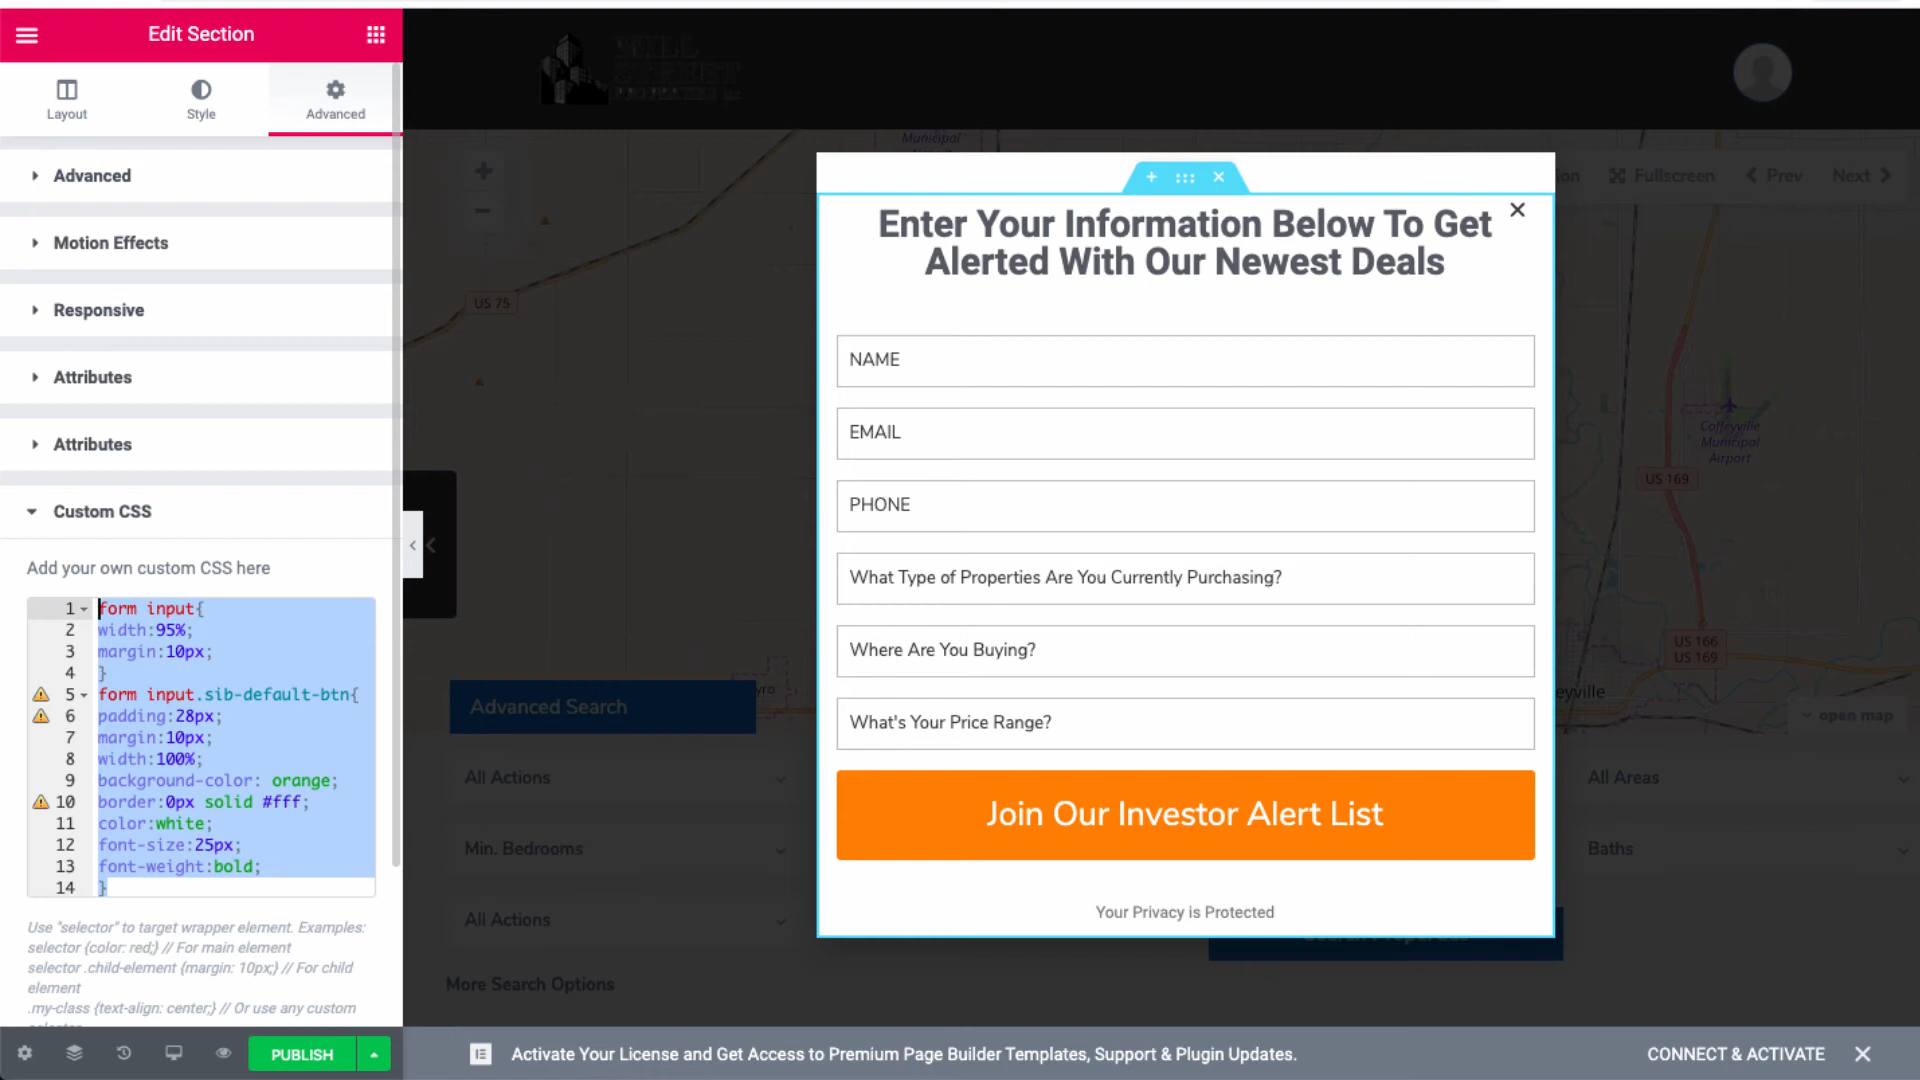 Edit Section
Layout
Style
Advanced
Advanced
Motion Effects
Responsive
Attributes
Attributes
Custom CSS
Add your own custom CSS here
1 form input{
2 width:95%;
3 margin:10px;
4 }
5 form input.sib-default-btn{
6 padding:28px;
7 margin:10px;
8 width:100%;
9 background-color: orange;
10 border:0px solid #fff;
11 color:white;
12 font-size:25px;
13 font-weight:bold;
14 }
Use "selector" to target wrapper element. Examples:
selector {color: red;} // For main element
selector .child-element {margin: 10px;} // For child
element
.my-class {text-align: center;} // Or use any custom
PUBLISH
Municipal
US 75
Fullscreen
Prev
Next
Enter Your Information Below To Get
Alerted With Our Newest Deals
NAME
EMAIL
PHONE
What Type of Properties Are You Currently Purchasing?
Where Are You Buying?
What's Your Price Range?
Join Our Investor Alert List
Your Privacy is Protected
Coffeyville
Municipal
Airport
US 169
US 166
US 169
eyville
open map
Advanced Search
All Actions
Min. Bedrooms
All Actions
More Search Options
All Areas
Baths
Activate Your License and Get Access to Premium Page Builder Templates, Support & Plugin Updates.
CONNECT & ACTIVATE